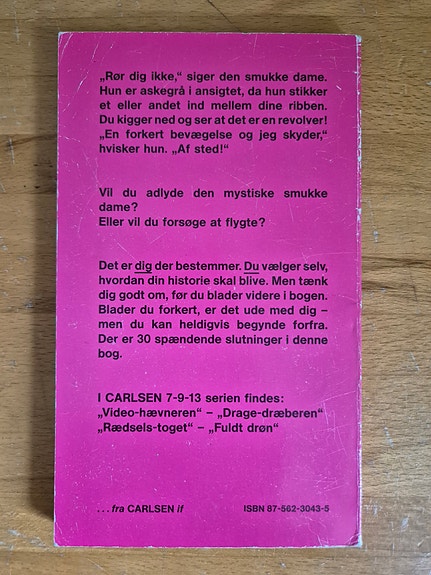 „Rør dig ikke,“ siger den smukke dame.
Hun er askegrå i ansigtet, da hun stikker
et eller andet ind mellem dine ribben.
Du kigger ned og ser at det er en revolver!
„En forkert bevægelse og jeg skyder,“
hvisker hun. „Af sted!“
Vil du adlyde den mystiske smukke
dame?
Eller vil du forsøge at flygte?
Det er dig der bestemmer. Du vælger selv,
hvordan din historie skal blive. Men tænk
dig godt om, før du blader videre i bogen.
Blader du forkert, er det ude med dig –
men du kan heldigvis begynde forfra.
Der er 30 spændende slutninger i denne
bog.
I CARLSEN 7-9-13 serien findes:
„Video-hævneren“ – „Drage-dræberen“
„Rædsels-toget“ – „Fuldt drøn“
...fra CARLSEN if ISBN 87-562-3043-5